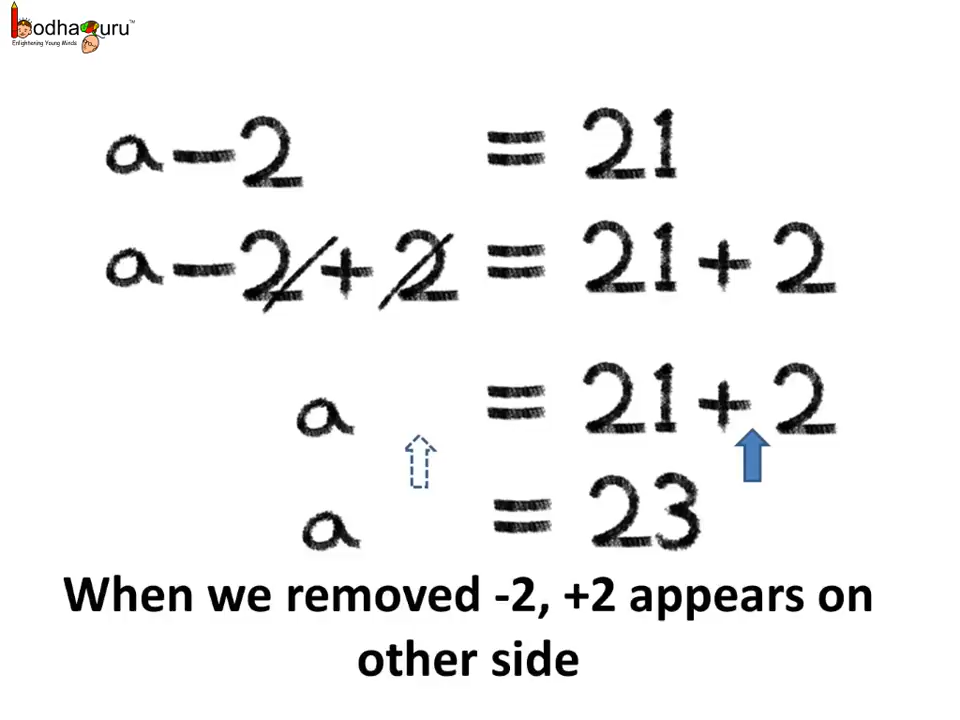 bodhaguru™
Enlightening Young Minds
a - 2 = 21
a - 2 + 2 = 21 + 2
a = 21 + 2
a = 23
When we removed -2, +2 appears on
other side